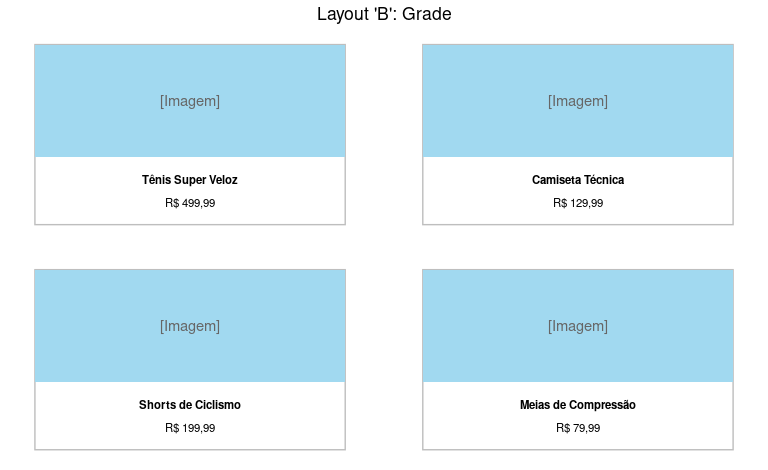 Layout 'B': Grade
[Imagem]
[Imagem]
Tênis Super Veloz
Camiseta Técnica
R$ 499,99
R$ 129,99
[Imagem]
[Imagem]
Shorts de Ciclismo
Meias de Compressão
R$ 199,99
R$ 79,99